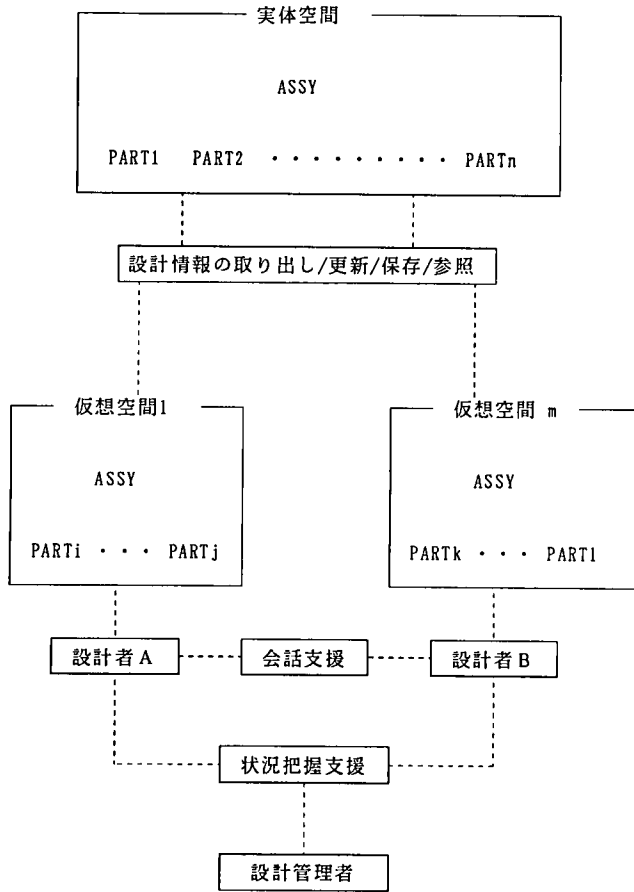 実体空間
ASSY
PART1 PART2 ・・・・・・・・・ PARTn
設計情報の取り出し/更新/保存/参照
仮想空間1
ASSY
PARTi ・・・ PARTj
仮想空間 m
ASSY
PARTk ・・・ PARTl
設計者A
会話支援
設計者B
状況把握支援
設計管理者